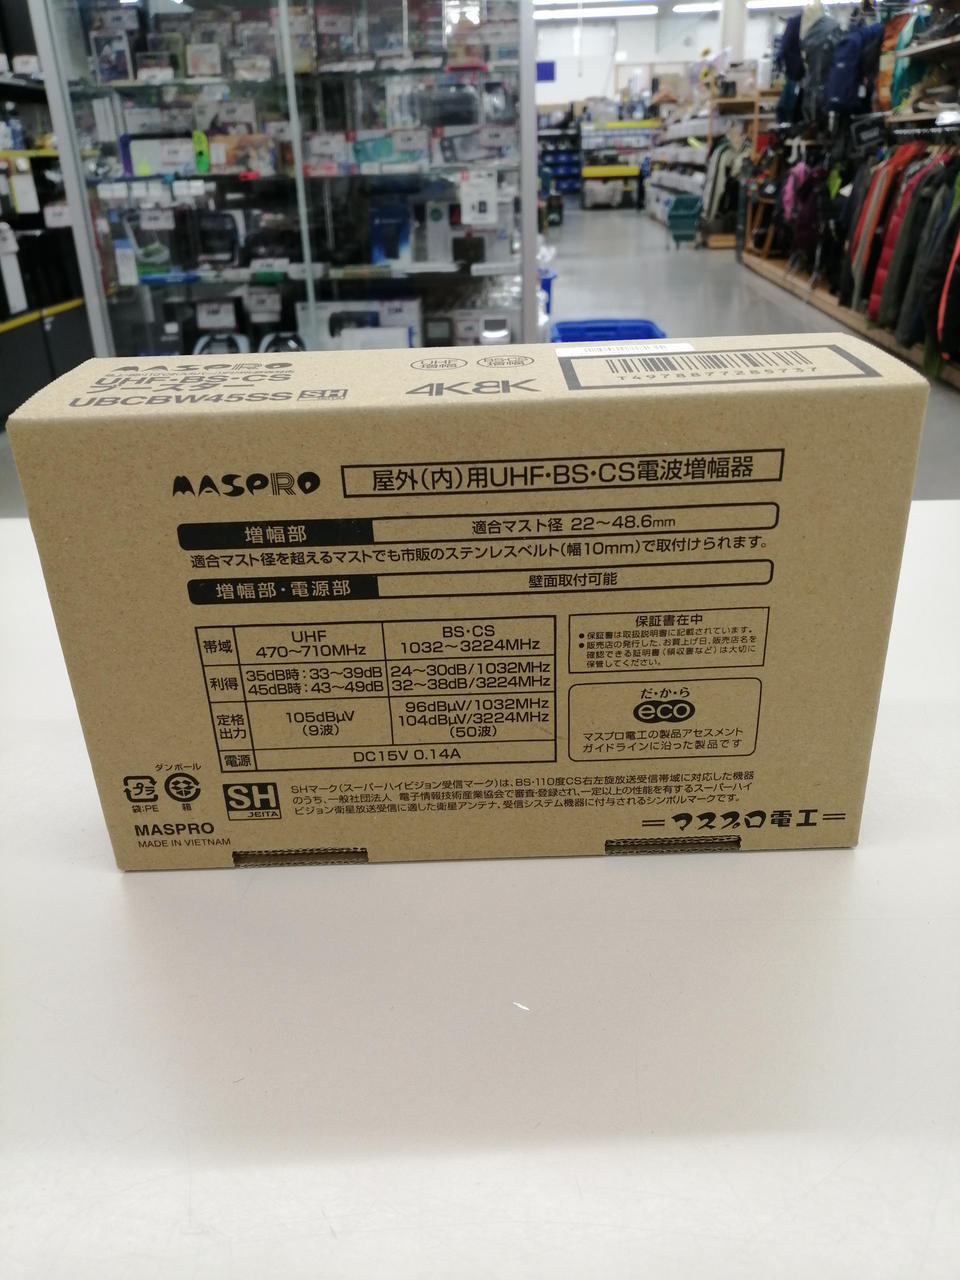 MASPRO
UHF・BS・CS
ブースター
UBCBW45SS SH
UHF
増幅
BS・CS
増幅
4K8K
T4978877285737
MASPRO
屋外(内)用UHF・BS・CS電波増幅器
増幅部
適合マスト径 22〜48.6mm
適合マスト径を超えるマストでも市販のステンレスベルト(幅10mm)で取付けられます。
増幅部・電源部
壁面取付可能
帯域
UHF
470〜710MHz
BS・CS
1032〜3224MHz
利得
35dB時:33〜39dB
45dB時:43〜49dB
24〜30dB/1032MHz
32〜38dB/3224MHz
定格
出力
105dBμV
(9波)
96dBμV/1032MHz
104dBμV/3224MHz
(50波)
電源
DC15V 0.14A
保証書在中
●保証書は取扱説明書に記載されています。
●販売店の発行した、お買上げ日、販売店名を
確認できる証明書(領収書など)は大切に
保管してください。
だ・か・ら
eco
マスプロ電工の製品アセスメント
ガイドラインに沿った製品です
ダンボール
プラ
袋:PE
箱
SH
JEITA
SHマーク(スーパーハイビジョン受信マーク)は、BS・110度CS右左旋放送受信帯域に対応した機器
のうち、一般社団法人 電子情報技術産業協会で審査・登録され、一定以上の性能を有するスーパーハイ
ビジョン衛星放送受信に適した衛星アンテナ、受信システム機器に付与されるシンボルマークです。
MASPRO
MADE IN VIETNAM
マスプロ電工